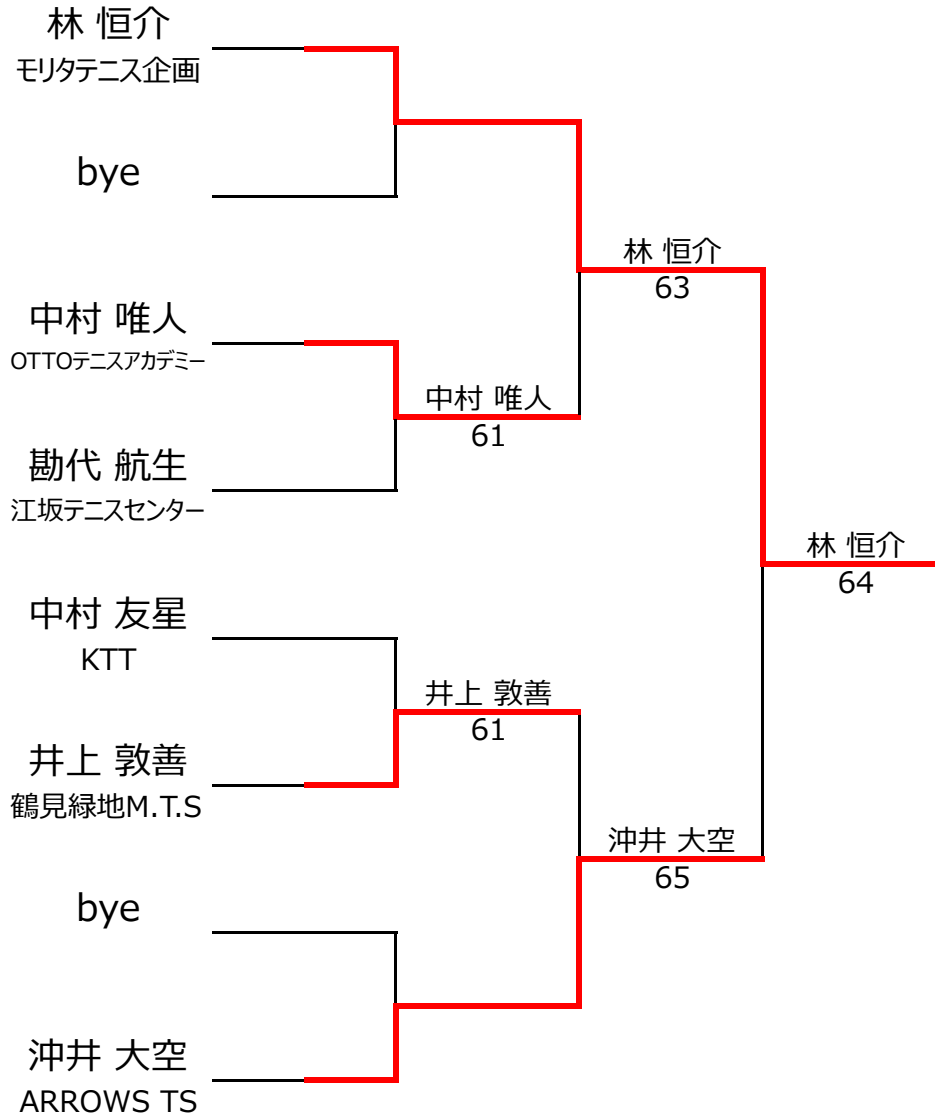 林 恒介
モリタテニス企画
bye
林 恒介
63
中村 唯人
OTTOテニスアカデミー
中村 唯人
61
勘代 航生
江坂テニスセンター
林 恒介
64
中村 友星
KTT
井上 敦善
61
井上 敦善
鶴見緑地M.T.S
沖井 大空
65
bye
沖井 大空
ARROWS TS